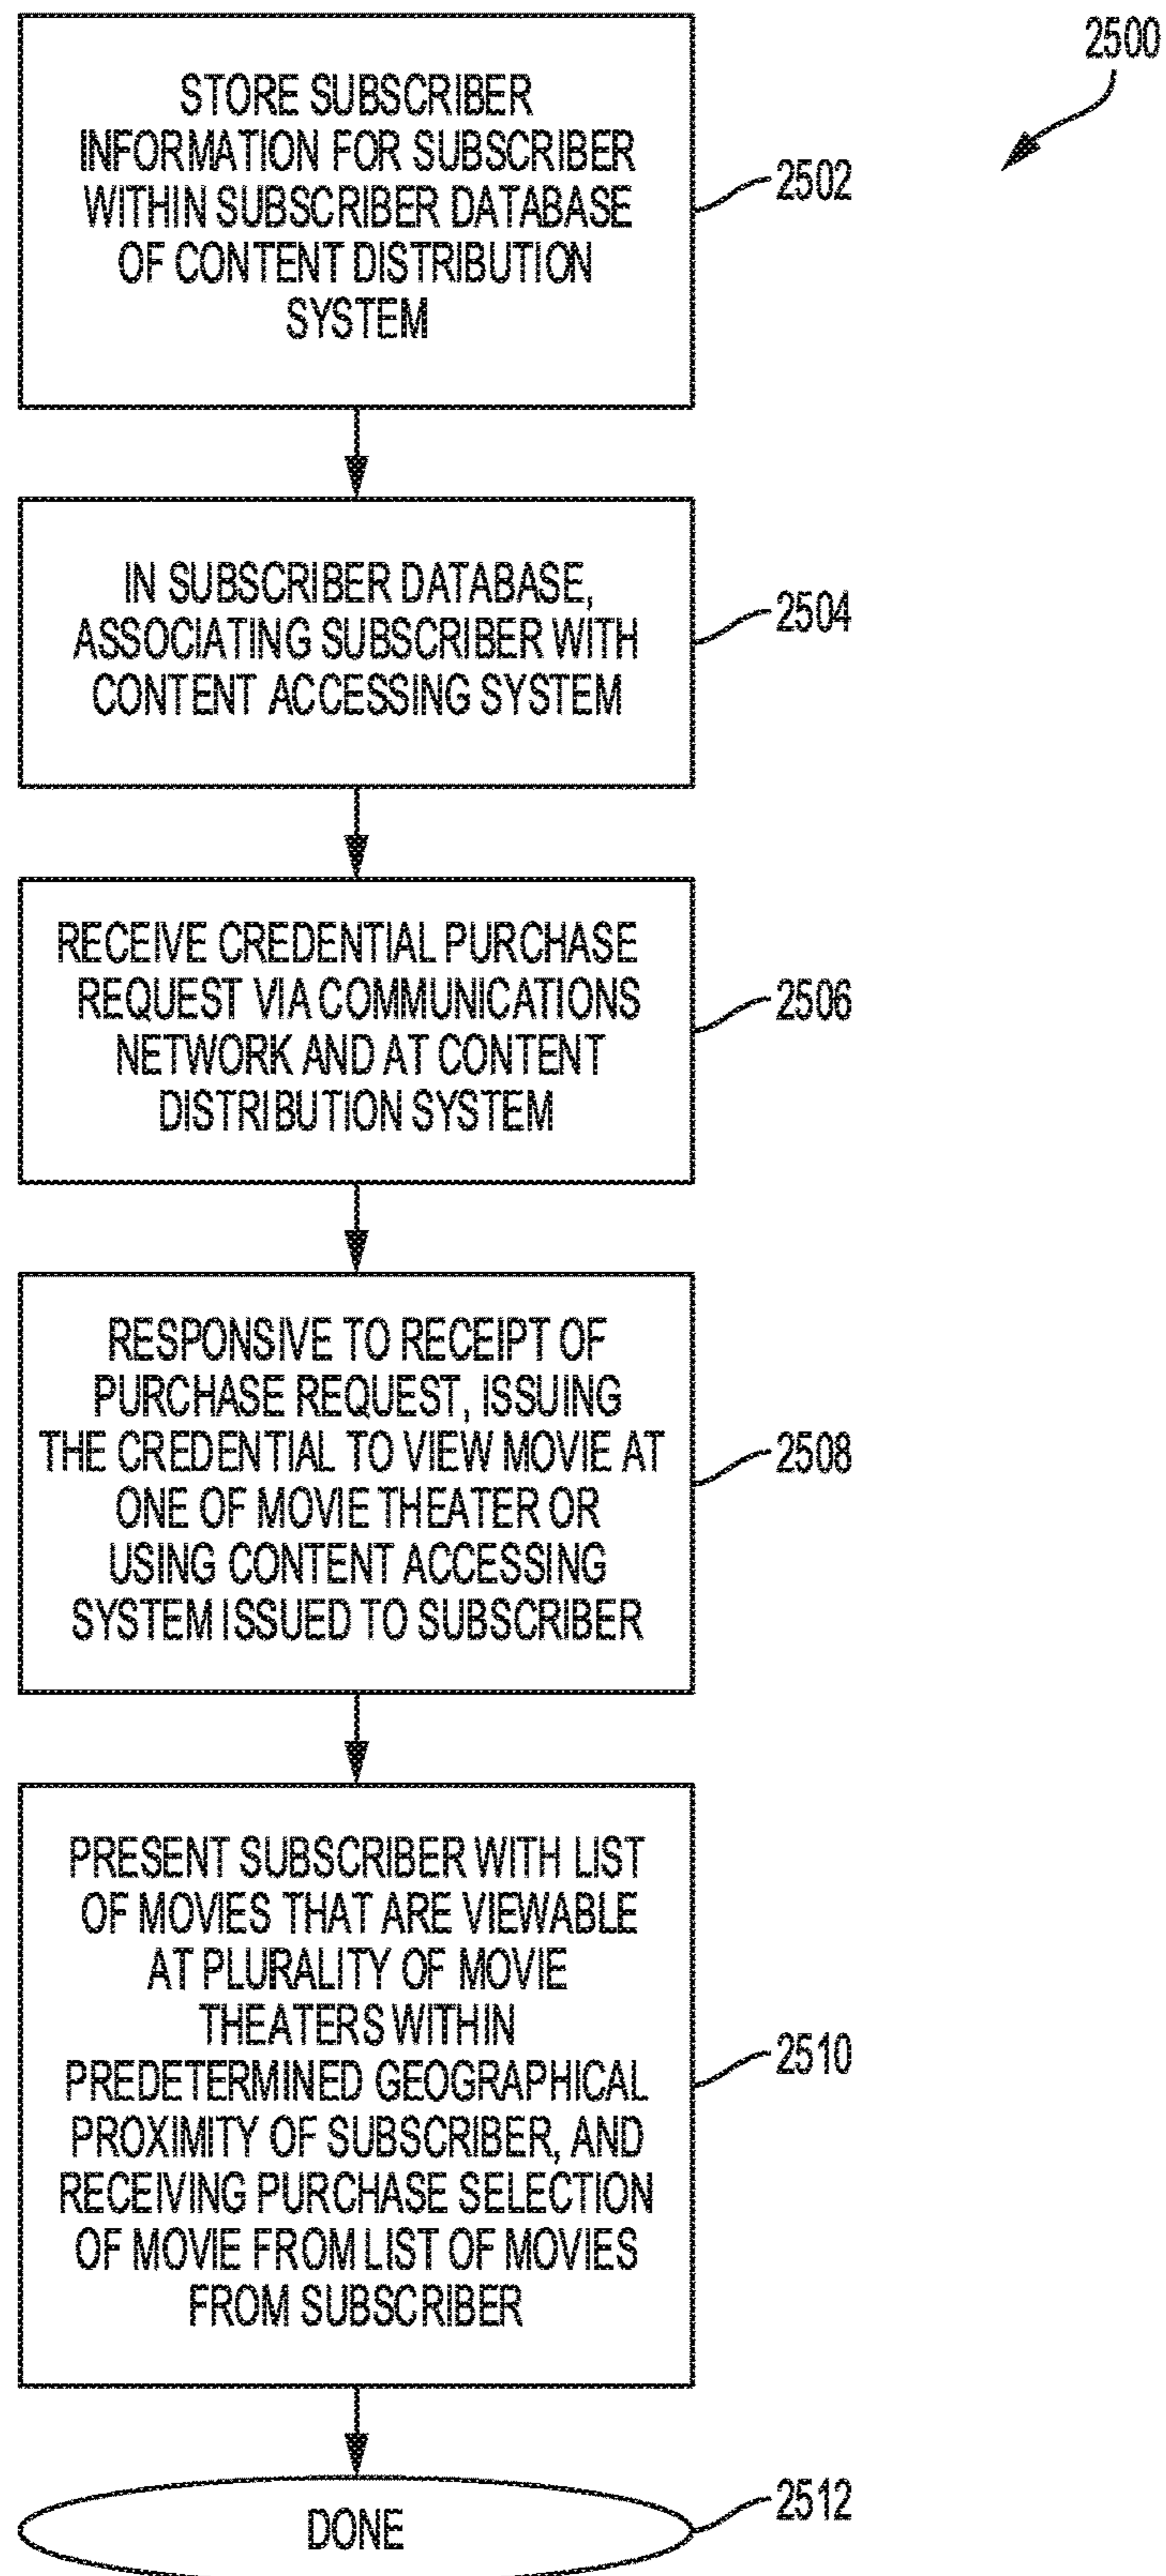 2500
STORE SUBSCRIBER
INFORMATION FOR SUBSCRIBER
WITHIN SUBSCRIBER DATABASE
OF CONTENT DISTRIBUTION
SYSTEM
2502
IN SUBSCRIBER DATABASE,
ASSOCIATING SUBSCRIBER WITH
CONTENT ACCESSING SYSTEM
2504
RECEIVE CREDENTIAL PURCHASE
REQUEST VIA COMMUNICATIONS
NETWORK AND AT CONTENT
DISTRIBUTION SYSTEM
2506
RESPONSIVE TO RECEIPT OF
PURCHASE REQUEST, ISSUING
THE CREDENTIAL TO VIEW MOVIE AT
ONE OF MOVIE THEATER OR
USING CONTENT ACCESSING
SYSTEM ISSUED TO SUBSCRIBER
2508
PRESENT SUBSCRIBER WITH LIST
OF MOVIES THAT ARE VIEWABLE
AT PLURALITY OF MOVIE
THEATERS WITHIN
PREDETERMINED GEOGRAPHICAL
PROXIMITY OF SUBSCRIBER, AND
RECEIVING PURCHASE SELECTION
OF MOVIE FROM LIST OF MOVIES
FROM SUBSCRIBER
2510
DONE
2512